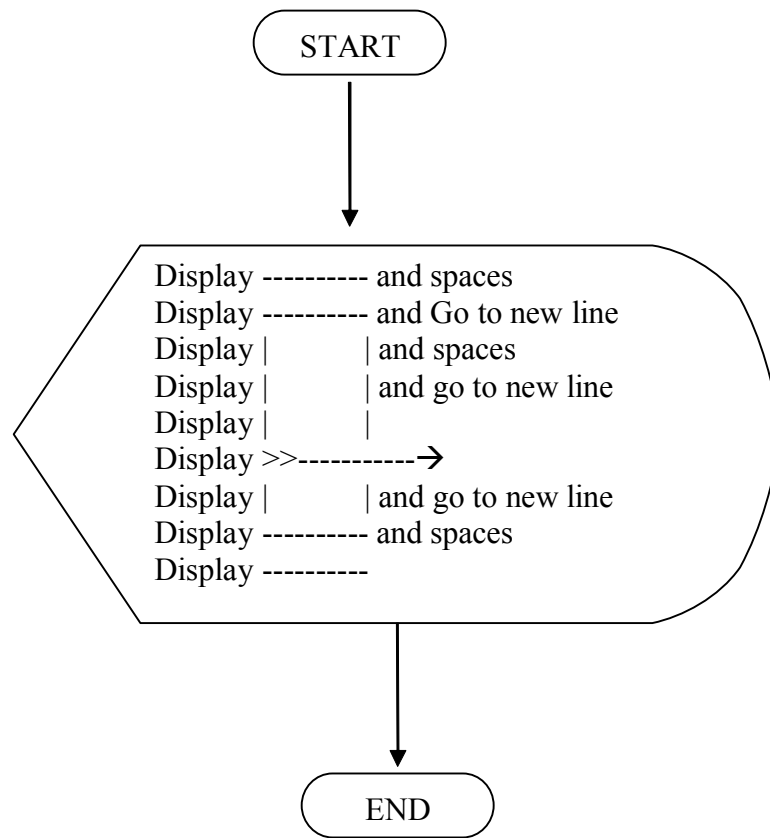 START
Display ---------- and spaces
Display ---------- and Go to new line
Display |            | and spaces
Display |            | and go to new line
Display |            |
Display >>-----------→
Display |            | and go to new line
Display ---------- and spaces
Display ----------
END